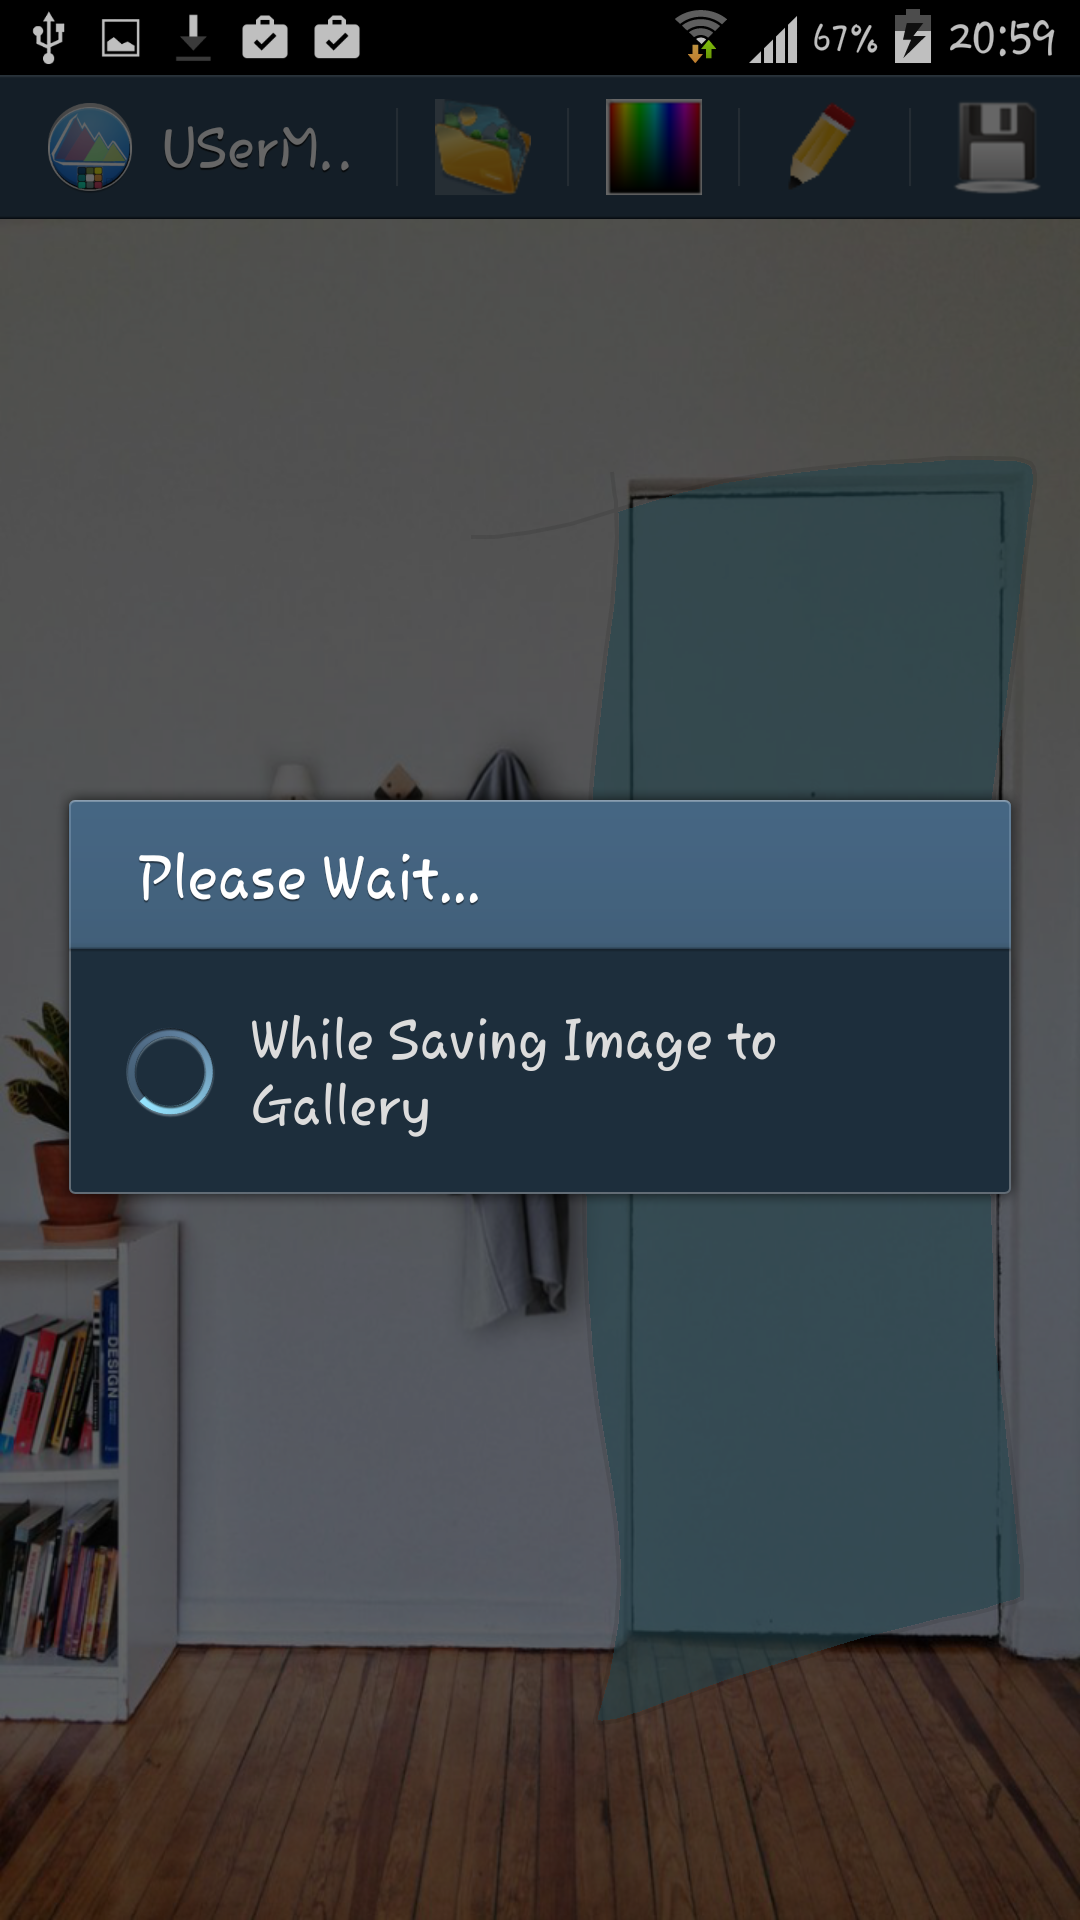 67% 20:59
USerM..
Please Wait...
While Saving Image to
Gallery
DESIGN